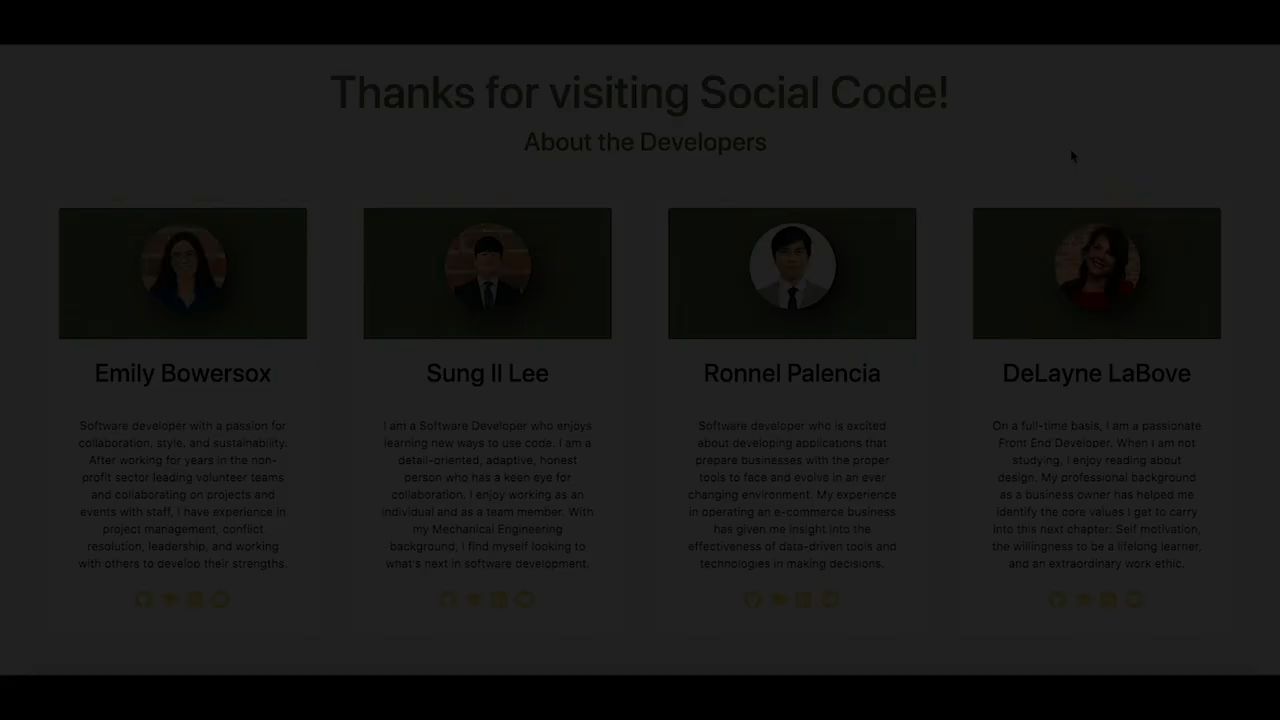 Thanks for visiting Social Code!
About the Developers
Emily Bowersox
Software developer with a passion for
collaboration, style, and sustainability.
After working for years in the non-
profit sector leading volunteer teams
and collaborating on projects and
events with staff, I have experience in
project management, conflict
resolution, leadership, and working
with others to develop their strengths.
Sung Il Lee
I am a Software Developer who enjoys
learning new ways to use code. I am a
detail-oriented, adaptive, honest
person who has a keen eye for
collaboration. I enjoy working as an
individual and as a team member. With
my Mechanical Engineering
background, I find myself looking to
what's next in software development.
Ronnel Palencia
Software developer who is excited
about developing applications that
prepare businesses with the proper
tools to face and evolve in an ever
changing environment. My experience
in operating an e-commerce business
has given me insight into the
effectiveness of data-driven tools and
technologies in making decisions.
DeLayne LaBove
On a full-time basis, I am a passionate
Front End Developer. When I am not
studying, I enjoy reading about
design. My professional background
as a business owner has helped me
identify the core values I get to carry
into this next chapter: Self motivation,
the willingness to be a lifelong learner,
and an extraordinary work ethic.